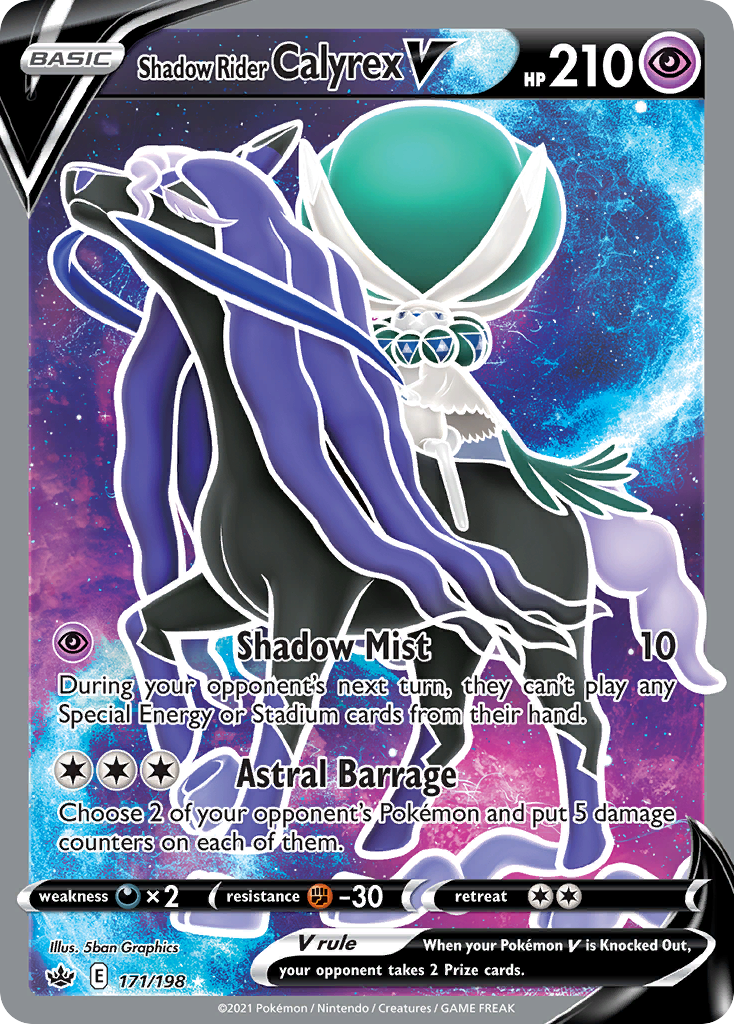 BASIC
Shadow Rider Calyrex V HP 210
Shadow Mist 10
During your opponent's next turn, they can't play any
Special Energy or Stadium cards from their hand.
Astral Barrage
Choose 2 of your opponent's Pokémon and put 5 damage
counters on each of them.
weakness ×2 resistance -30 retreat
Illus. 5ban Graphics
V rule When your Pokémon V is Knocked Out,
your opponent takes 2 Prize cards.
E 171/198
©2021 Pokémon / Nintendo / Creatures / GAME FREAK